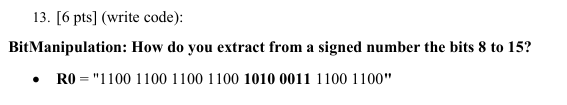 13. [6 pts] (write code):
BitManipulation: How do you extract from a signed number the bits 8 to 15?
• R0 = "1100 1100 1100 1100 1010 0011 1100 1100"